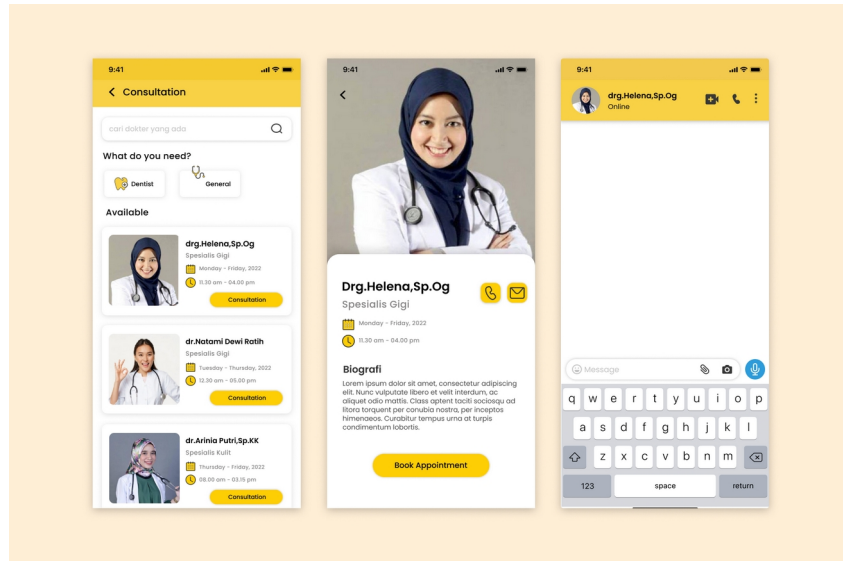 9:41
Consultation
cari dokter yang ada
What do you need?
Dentist
General
Available
drg.Helena,Sp.Og
Spesialis Gigi
Monday - Friday, 2022
11.30 am - 04.00 pm
Consultation
dr.Natami Dewi Ratih
Spesialis Gigi
Tuesday - Thursday, 2022
12.30 am - 05.00 pm
Consultation
dr.Arinia Putri,Sp.KK
Spesialis Kulit
Thursday - Friday, 2022
08.00 am - 03.15 pm
Consultation
9:41
Drg.Helena,Sp.Og
Spesialis Gigi
Monday - Friday, 2022
11.30 am - 04.00 pm
Biografi
Lorem ipsum dolor sit amet, consectetur adipiscing
elit. Nunc vulputate libero et velit interdum, ac
aliquet odio mattis. Class aptent taciti sociosqu ad
litora torquent per conubia nostra, per inceptos
himenaeos. Curabitur tempus urna at turpis
condimentum lobortis.
Book Appointment
9:41
drg.Helena,Sp.Og
Online
Message
q w e r t y u i o p
a s d f g h j k l
z x c v b n m
123 space return